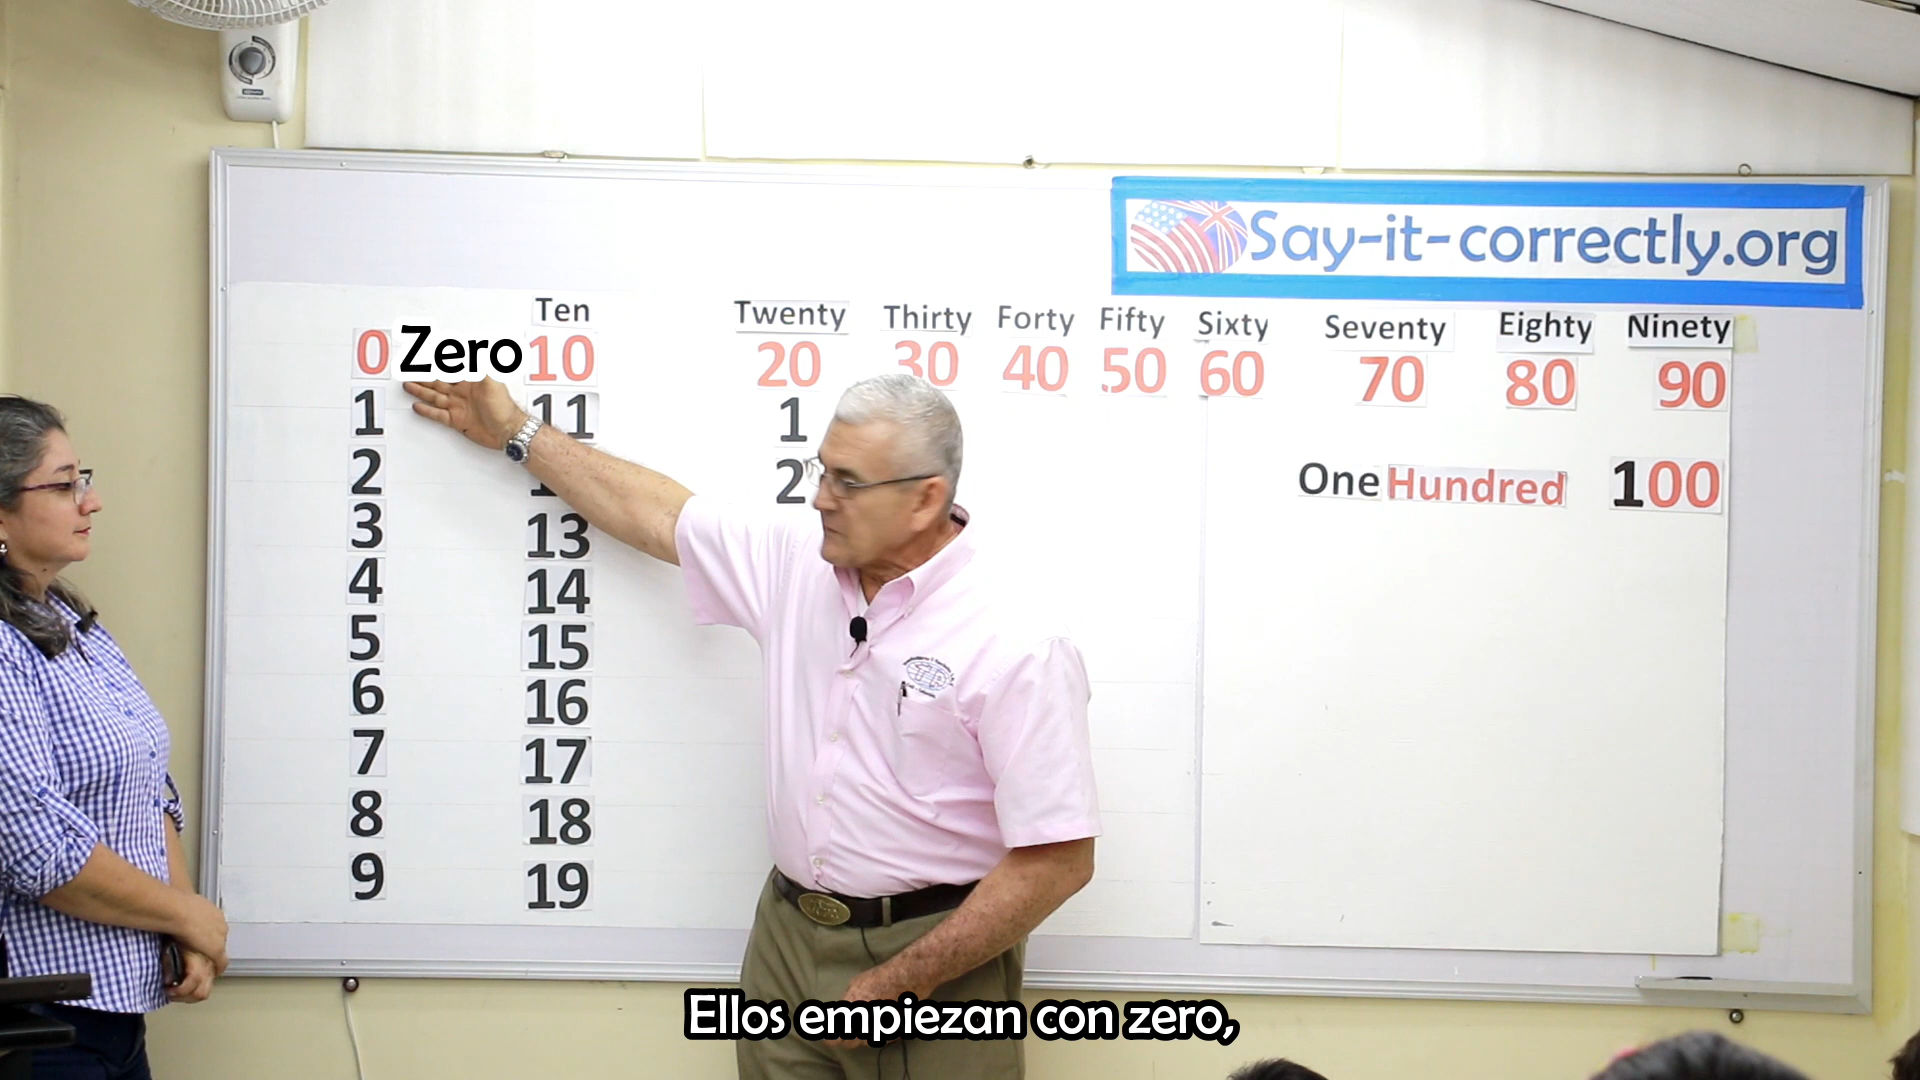 Say-it-correctly.org
Ten Twenty Thirty Forty Fifty Sixty Seventy Eighty Ninety
0 Zero 10 20 30 40 50 60 70 80 90
1 11 1
2 2
One Hundred 100
3 13
4 14
5 15
6 16
7 17
8 18
9 19
Ellos empiezan con zero,